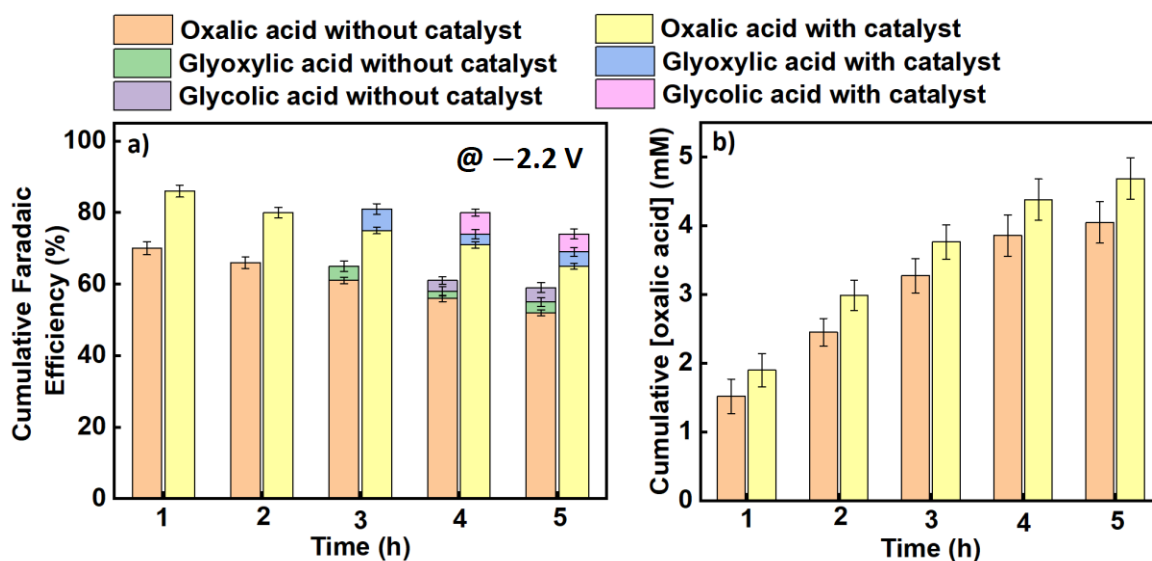 Oxalic acid without catalyst
Oxalic acid with catalyst
Glyoxylic acid without catalyst
Glyoxylic acid with catalyst
Glycolic acid without catalyst
Glycolic acid with catalyst
a)
@ −2.2 V
Cumulative Faradaic
Efficiency (%)
100
80
60
40
20
0
1 2 3 4 5
Time (h)
b)
Cumulative [oxalic acid] (mM)
5
4
3
2
1
0
1 2 3 4 5
Time (h)